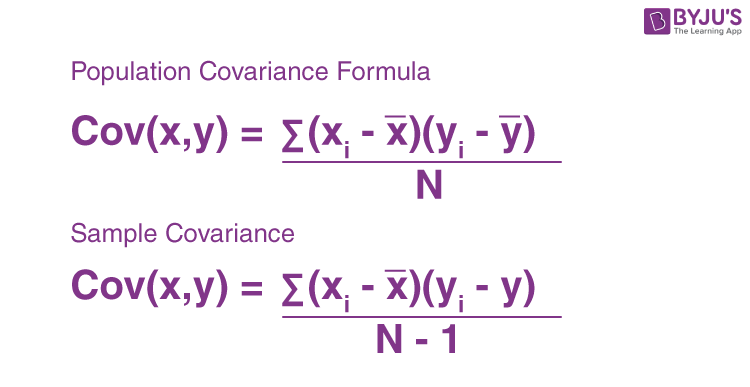 BYJU'S
The Learning App
Population Covariance Formula
Cov(x,y) = ∑(xᵢ - x̅)(yᵢ - y̅)
N
Sample Covariance
Cov(x,y) = ∑(xᵢ - x̅)(yᵢ - y)
N - 1